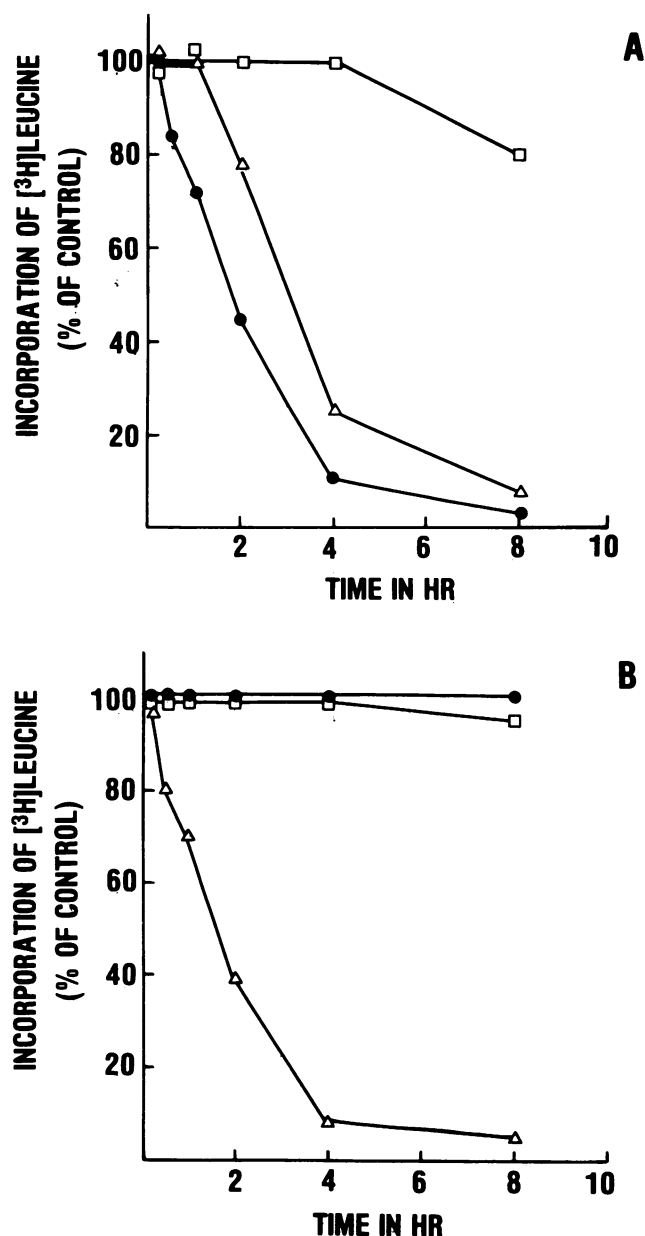 A
INCORPORATION OF [³H]LEUCINE
(% OF CONTROL)
100
80
60
40
20
2 4 6 8 10
TIME IN HR
B
INCORPORATION OF [³H]LEUCINE
(% OF CONTROL)
100
80
60
40
20
2 4 6 8 10
TIME IN HR